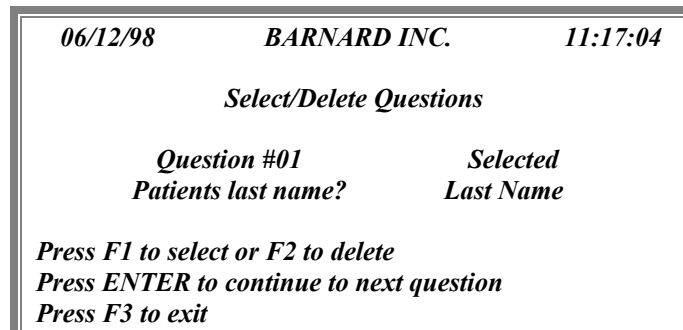 06/12/98 BARNARD INC. 11:17:04
Select/Delete Questions
Question #01 Selected
Patients last name? Last Name
Press F1 to select or F2 to delete
Press ENTER to continue to next question
Press F3 to exit